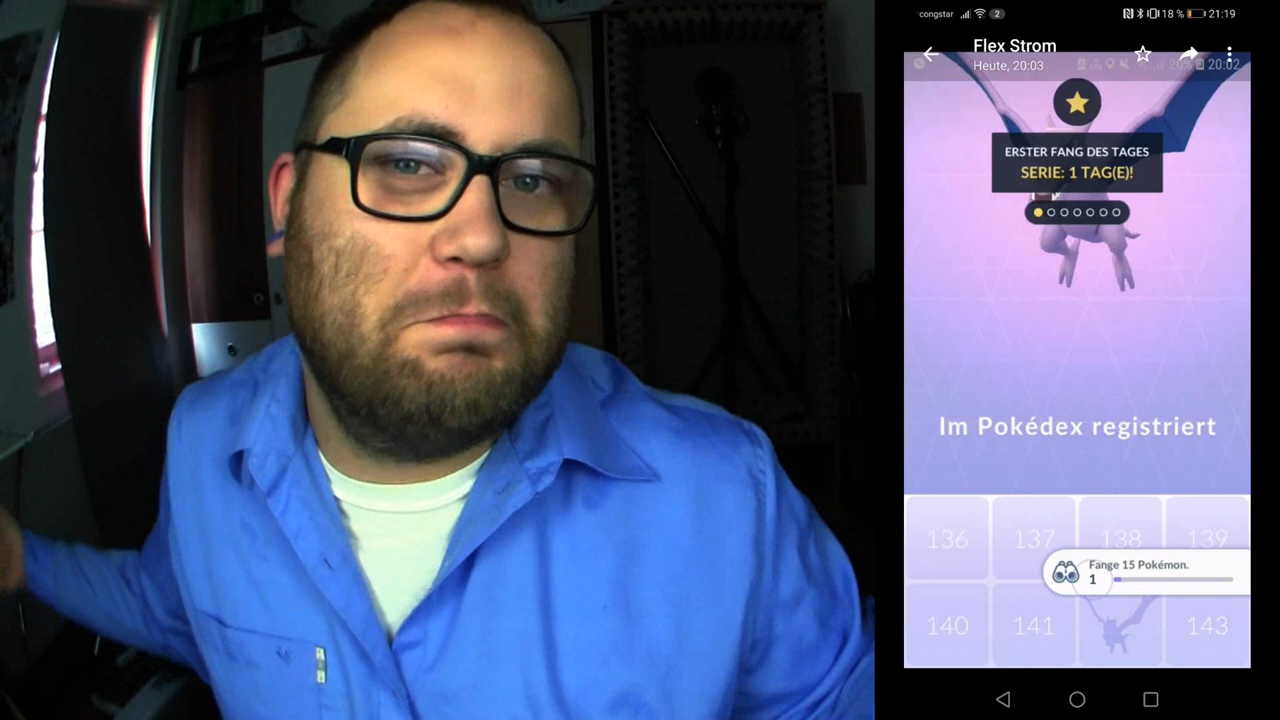 congstar 2 18 % 21:19
Flex Strom
Heute, 20:03
20:02
ERSTER FANG DES TAGES
SERIE: 1 TAG(E)!
Im Pokédex registriert
136 137 138 139
Fange 15 Pokémon.
1
140 141 143